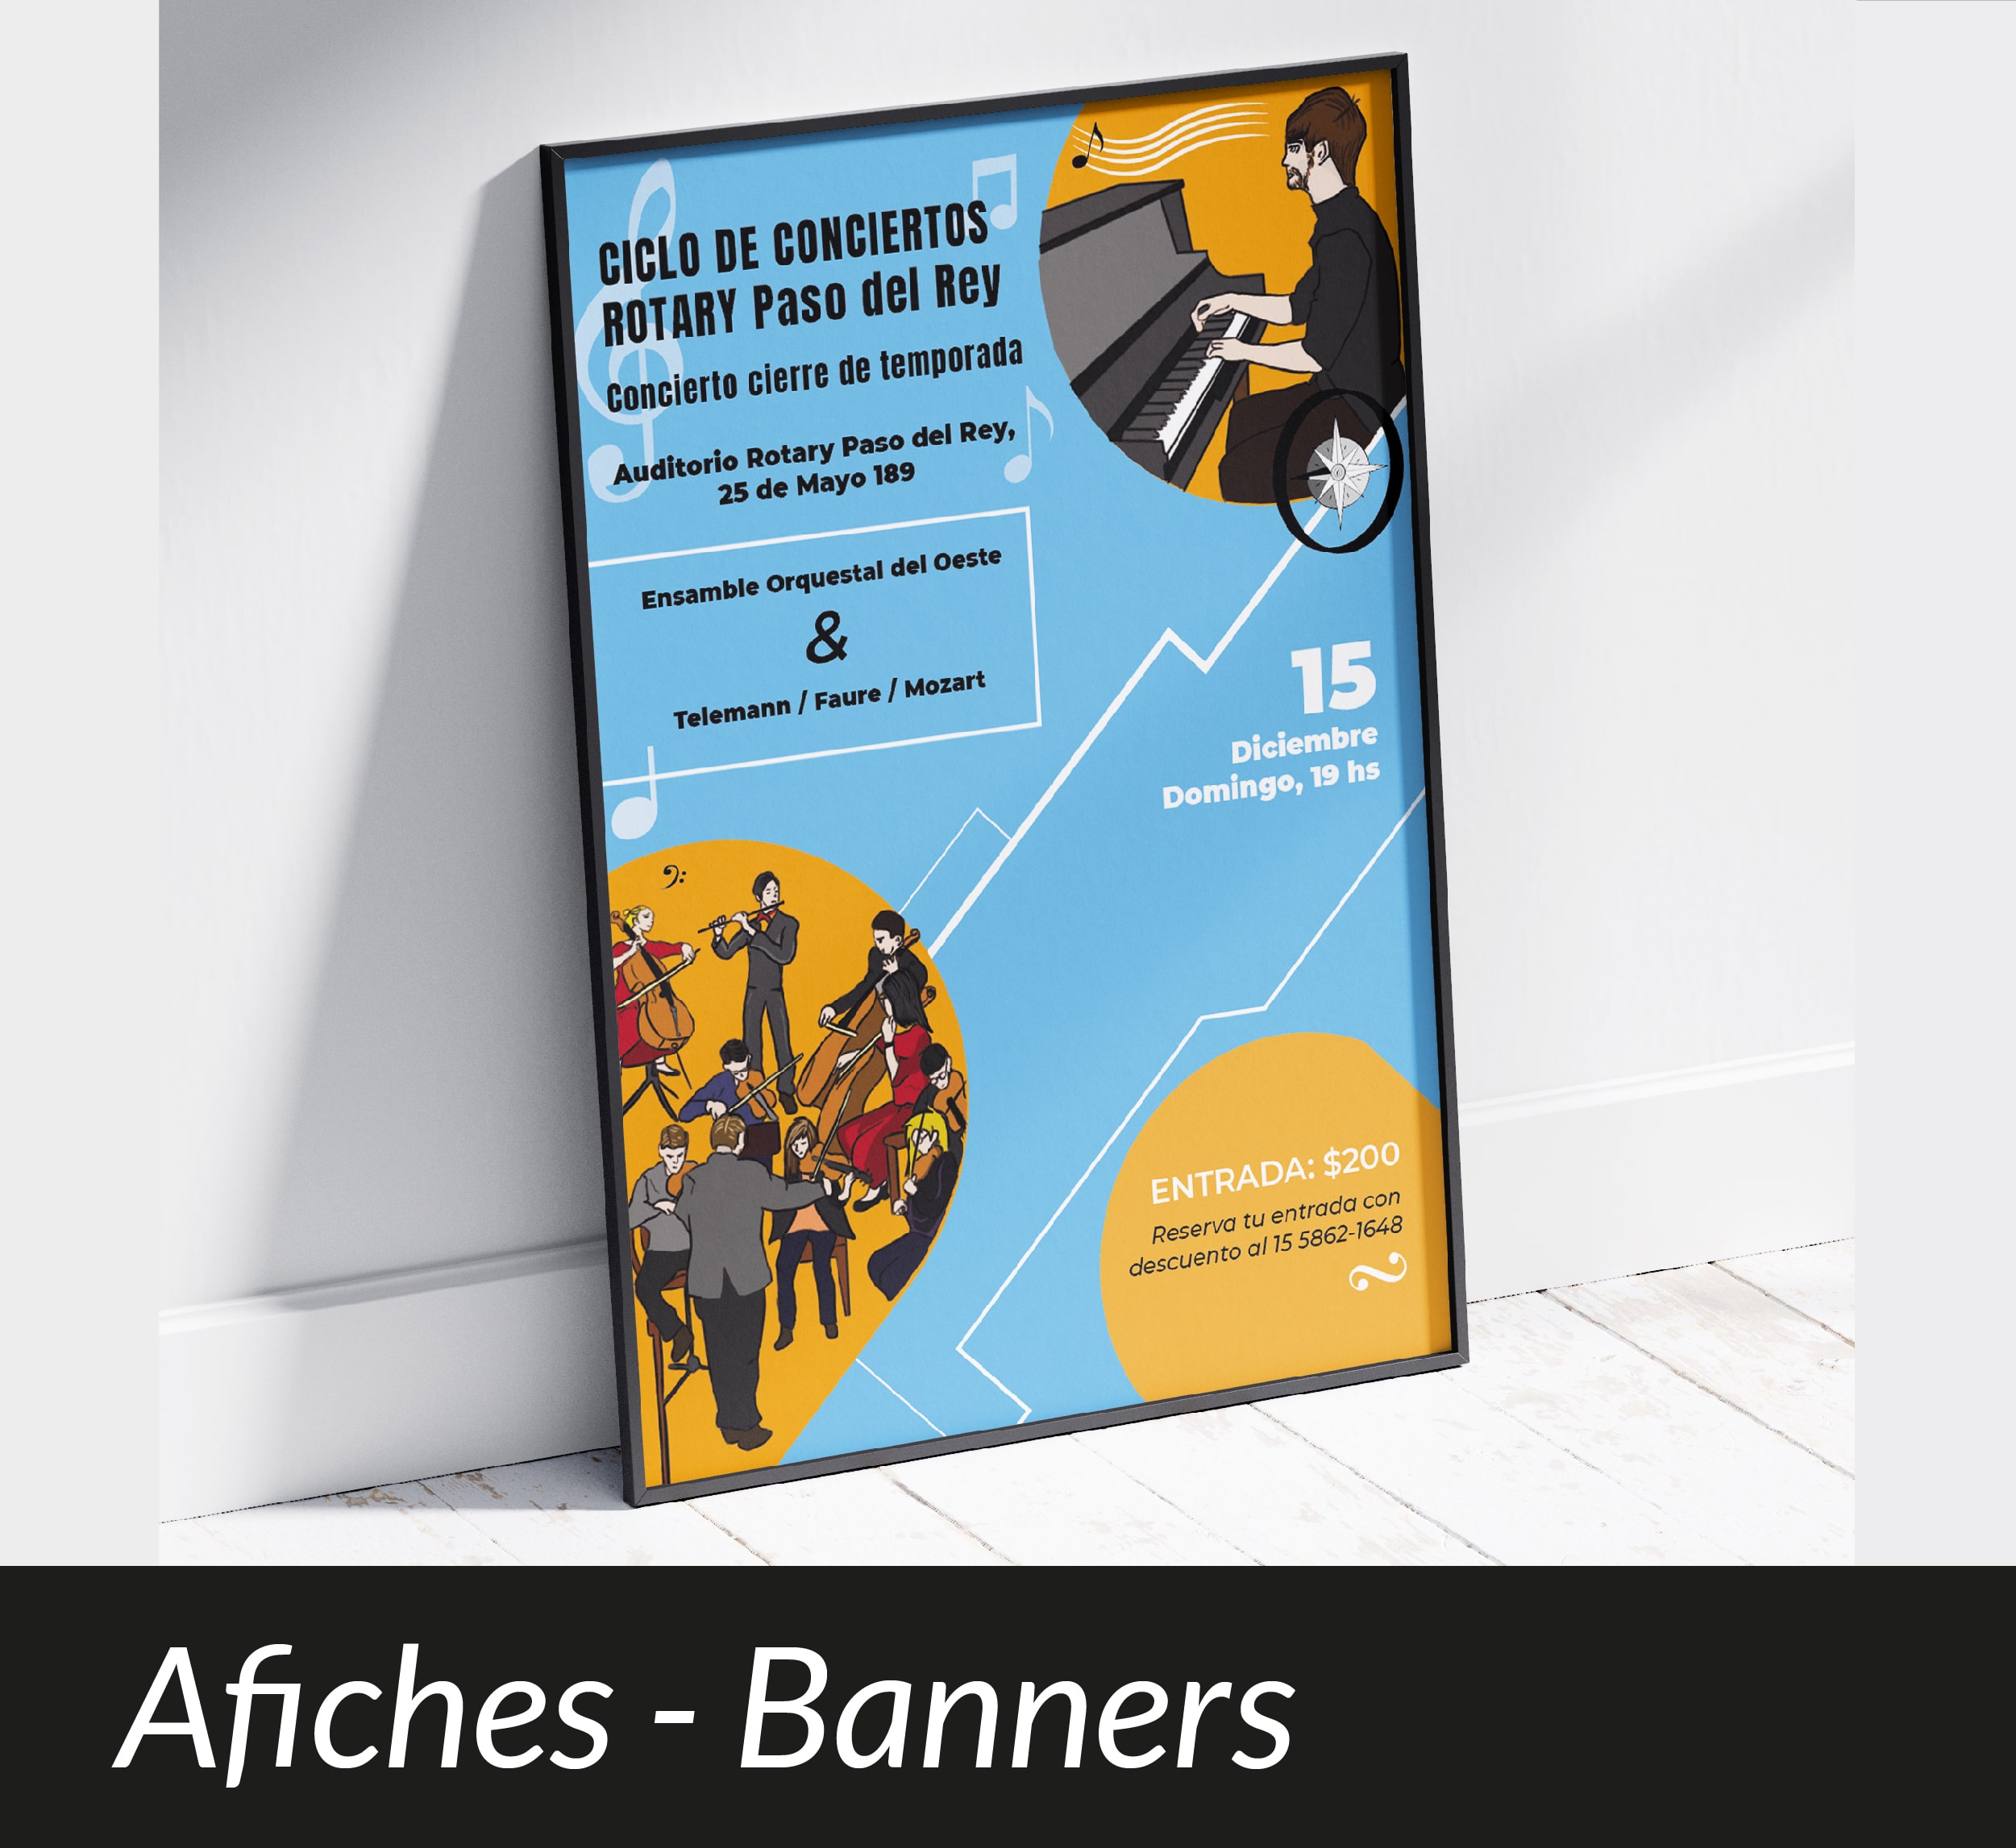 CICLO DE CONCIERTOS
ROTARY Paso del Rey
Concierto cierre de temporada
Auditorio Rotary Paso del Rey,
25 de Mayo 189
Ensamble Orquestal del Oeste
&
Telemann / Faure / Mozart
15
Diciembre
Domingo, 19 hs
ENTRADA: $200
Reserva tu entrada con
descuento al 15 5862-1648
Afiches - Banners